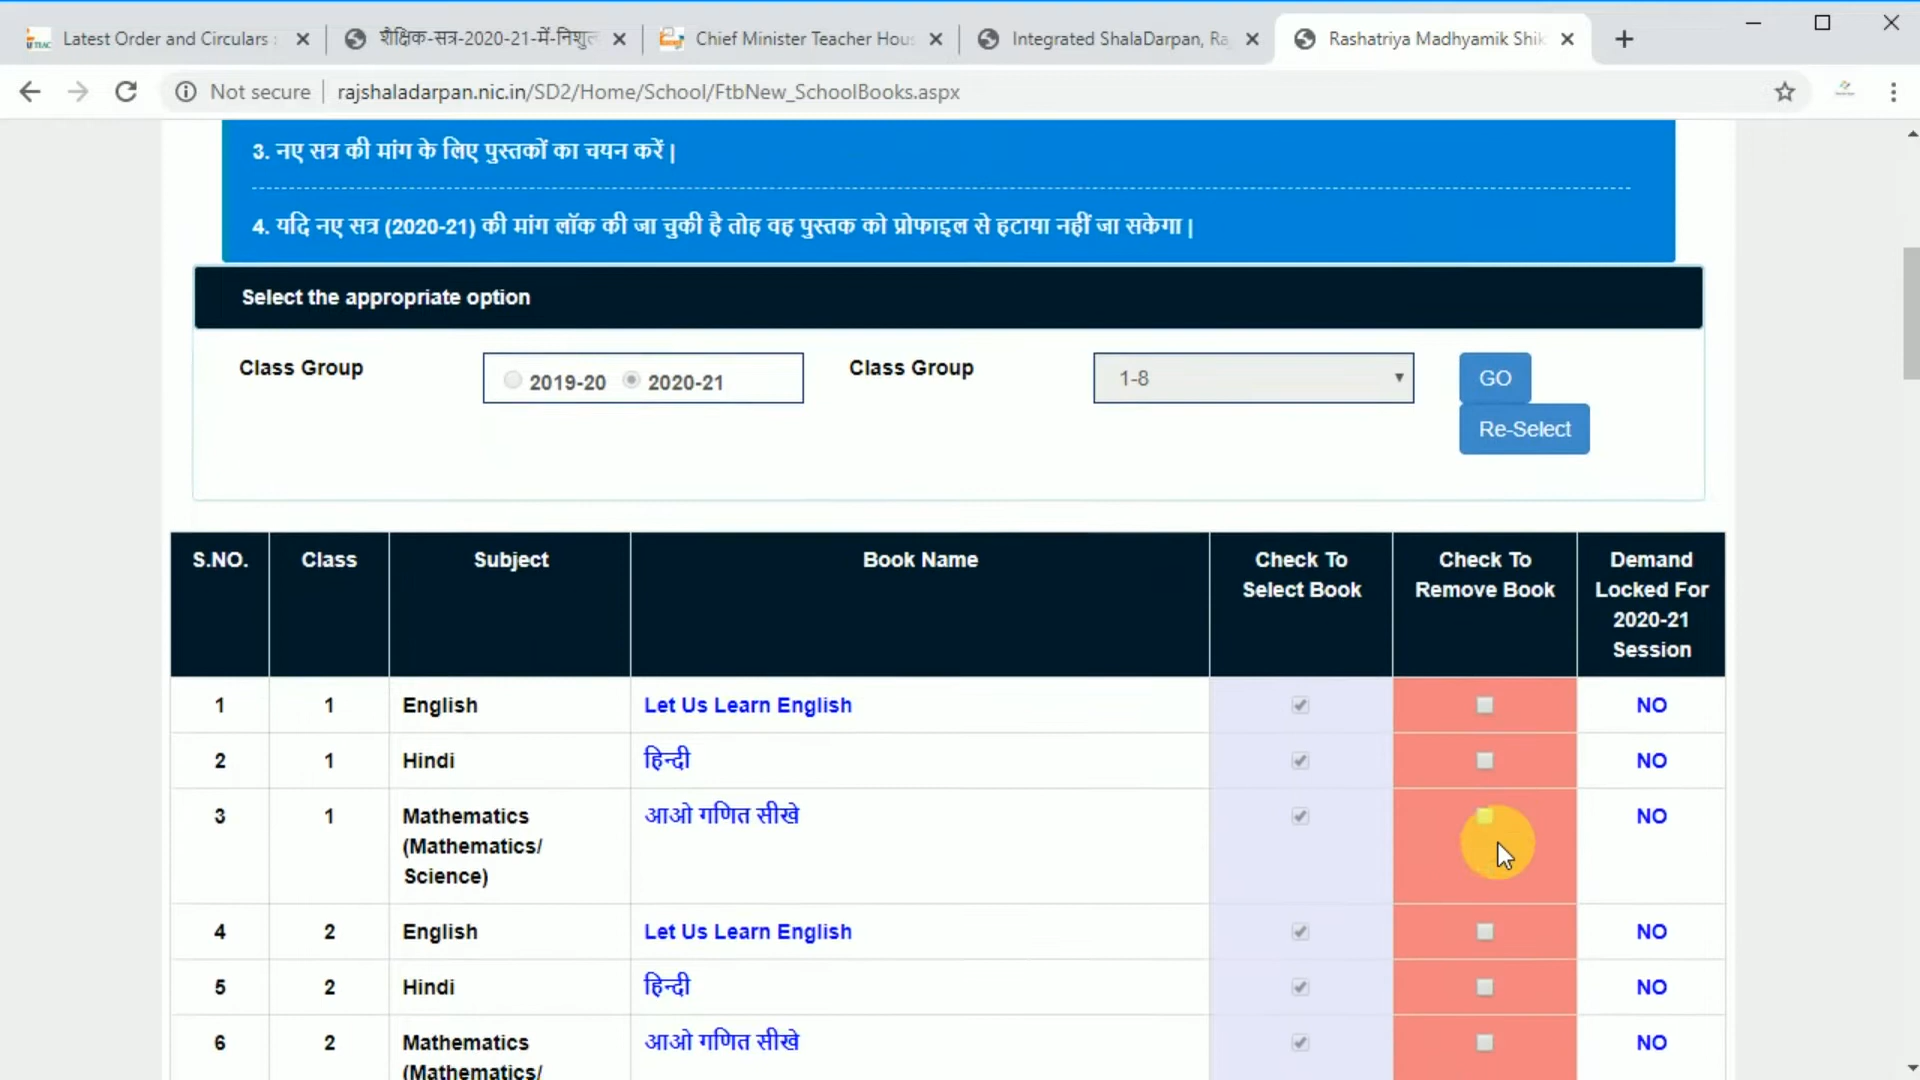 Latest Order and Circulars
शैक्षिक-सत्र-2020-21-में-निशुल
Chief Minister Teacher Hous
Integrated ShalaDarpan, Ra
Rashatriya Madhyamik Shik
Not secure
rajshaladarpan.nic.in/SD2/Home/School/FtbNew_SchoolBooks.aspx
3. नए सत्र की मांग के लिए पुस्तकों का चयन करें |
4. यदि नए सत्र (2020-21) की मांग लॉक की जा चुकी है तोह वह पुस्तक को प्रोफाइल से हटाया नहीं जा सकेगा |
Select the appropriate option
Class Group
2019-20 2020-21
Class Group
1-8
GO
Re-Select
S.NO. Class Subject Book Name Check To Select Book Check To Remove Book Demand Locked For 2020-21 Session
1 1 English Let Us Learn English NO
2 1 Hindi हिन्दी NO
3 1 Mathematics (Mathematics/ Science) आओ गणित सीखे NO
4 2 English Let Us Learn English NO
5 2 Hindi हिन्दी NO
6 2 Mathematics (Mathematics/ आओ गणित सीखे NO